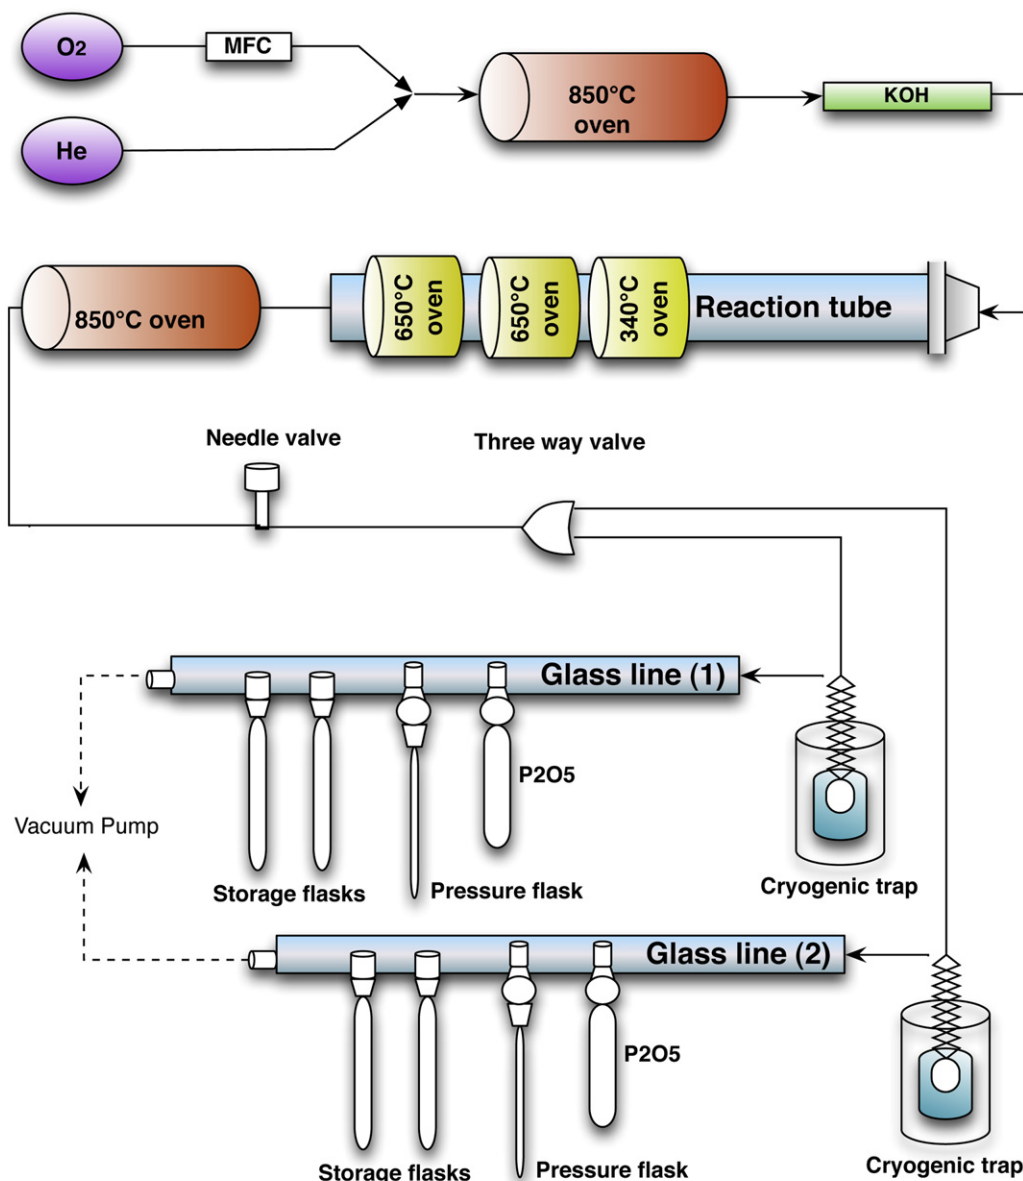 O2
MFC
He
850°C
oven
KOH
850°C oven
650°C
oven
650°C
oven
340°C
oven
Reaction tube
Needle valve
Three way valve
Glass line (1)
P2O5
Vacuum Pump
Storage flasks
Pressure flask
Cryogenic trap
Glass line (2)
P2O5
Storage flasks
Pressure flask
Cryogenic trap